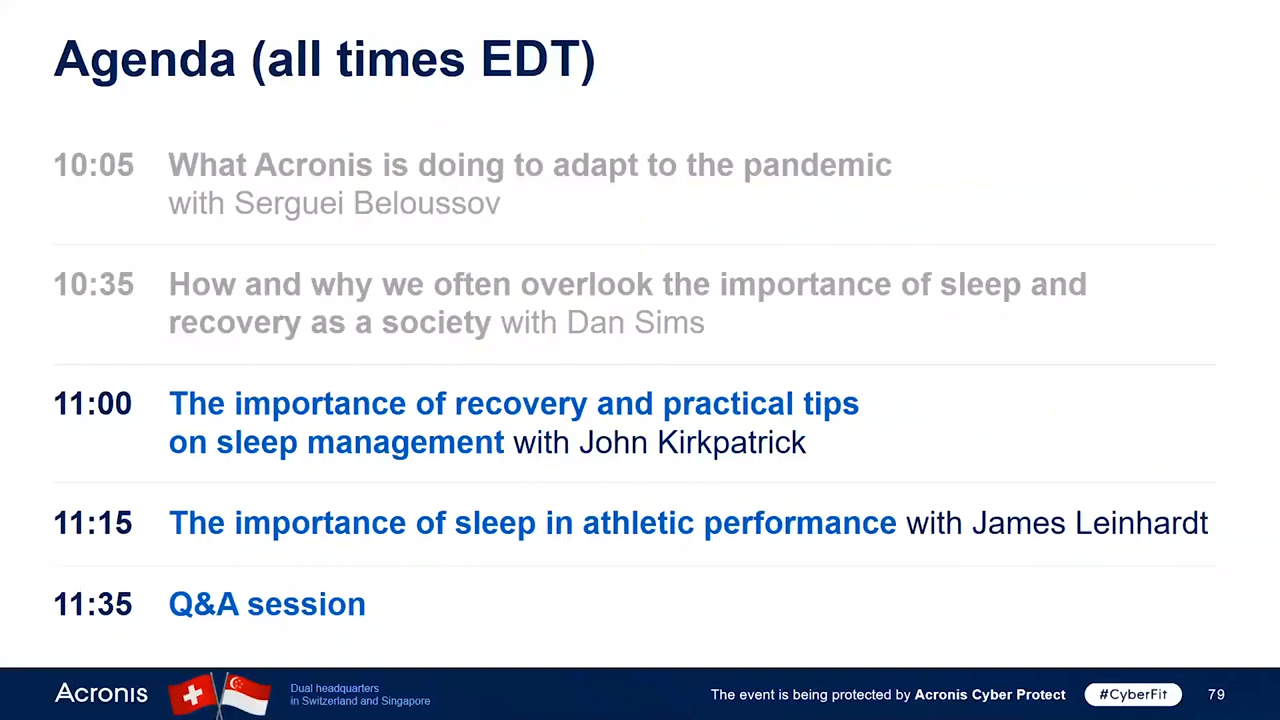 Agenda (all times EDT)
10:05 What Acronis is doing to adapt to the pandemic
with Serguei Beloussov
10:35 How and why we often overlook the importance of sleep and
recovery as a society with Dan Sims
11:00 The importance of recovery and practical tips
on sleep management with John Kirkpatrick
11:15 The importance of sleep in athletic performance with James Leinhardt
11:35 Q&A session
Acronis
Dual headquarters
in Switzerland and Singapore
The event is being protected by Acronis Cyber Protect
#CyberFit
79